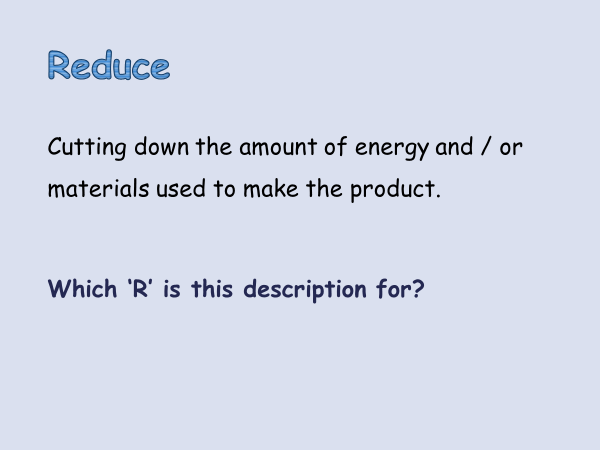 Reduce
Cutting down the amount of energy and / or
materials used to make the product.
Which ‘R’ is this description for?